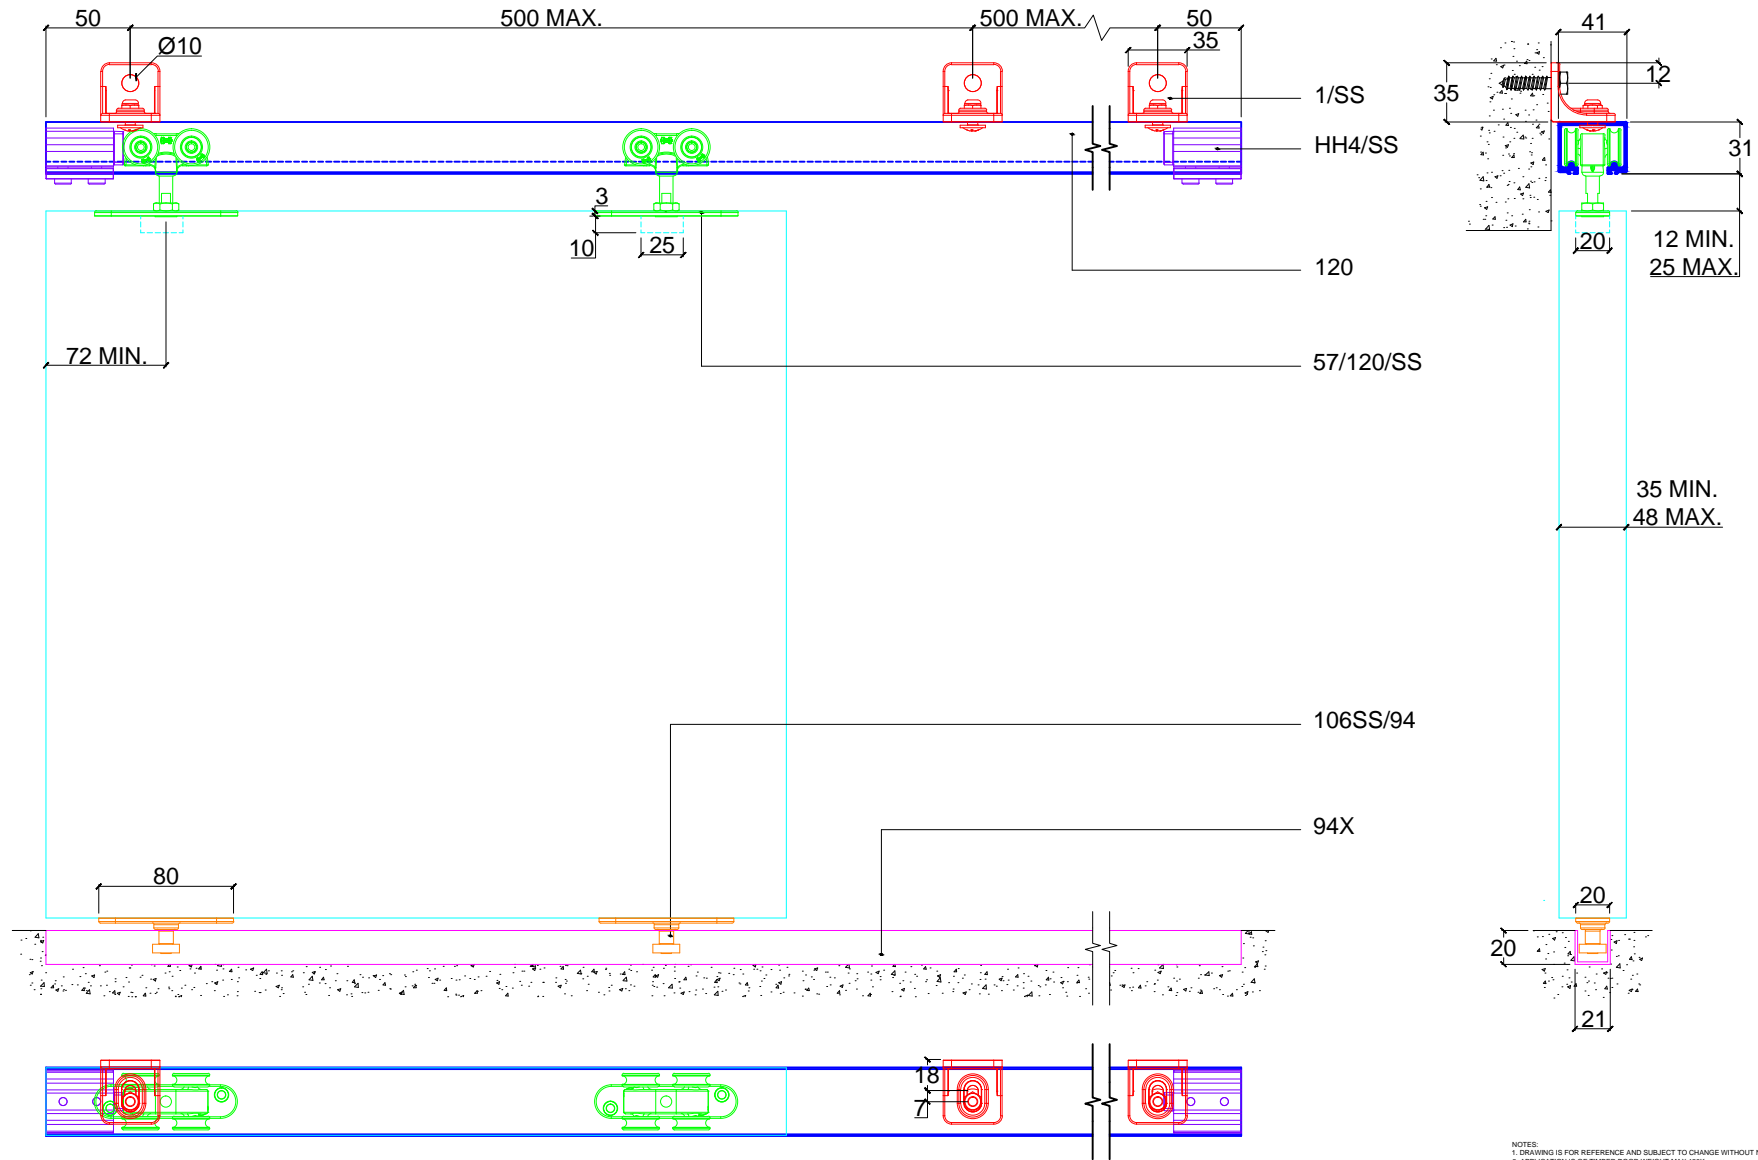 50
500 MAX.
500 MAX.
50
41
Ø10
35
12
35
1/SS
HH4/SS
31
3
10
25
20
12 MIN.
25 MAX.
120
72 MIN.
57/120/SS
35 MIN.
48 MAX.
106SS/94
94X
80
20
20
21
18
7
NOTES:
1. DRAWING IS FOR REFERENCE AND SUBJECT TO CHANGE WITHOUT